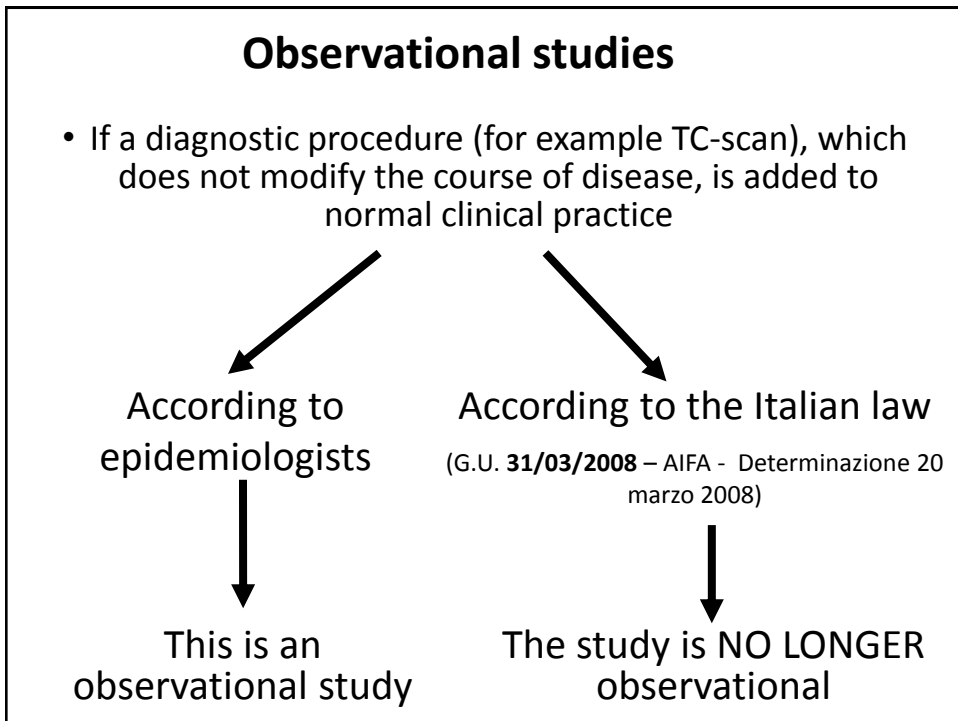 Observational studies
• If a diagnostic procedure (for example TC-scan), which
does not modify the course of disease, is added to
normal clinical practice
According to
epidemiologists
According to the Italian law
(G.U. 31/03/2008 – AIFA - Determinazione 20
marzo 2008)
This is an
observational study
The study is NO LONGER
observational